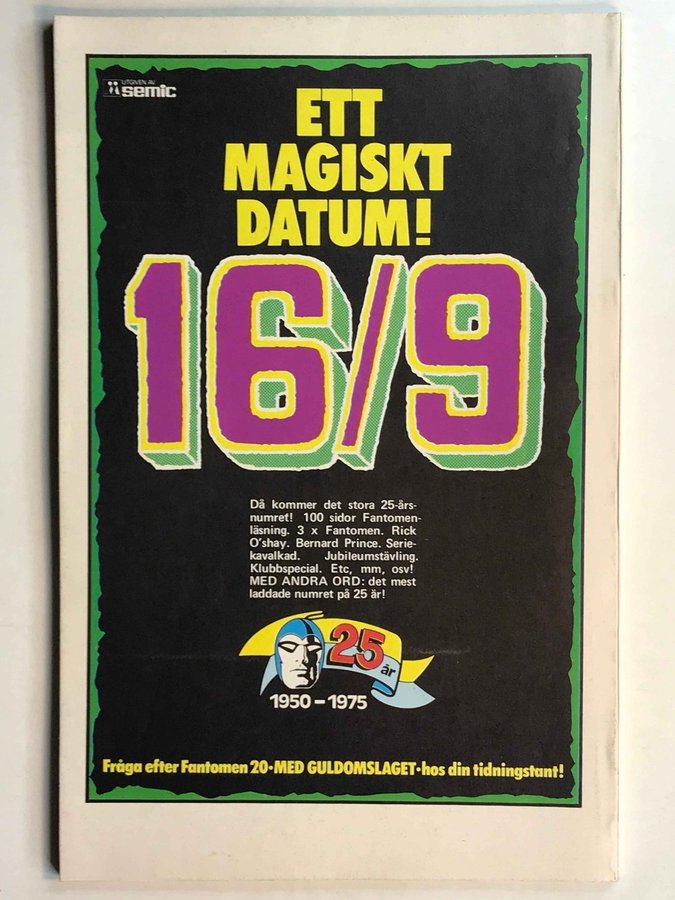 UTGIVEN AV
semic
ETT
MAGISKT
DATUM!
16/9
Då kommer det stora 25-års-
numret! 100 sidor Fantomen-
läsning. 3 x Fantomen. Rick
O'shay. Bernard Prince. Serie-
kavalkad. Jubileumstävling.
Klubbspecial. Etc, mm, osv!
MED ANDRA ORD: det mest
laddade numret på 25 år!
25
år
1950-1975
Fråga efter Fantomen 20·MED GULDOMSLAGET·hos din tidningstant!